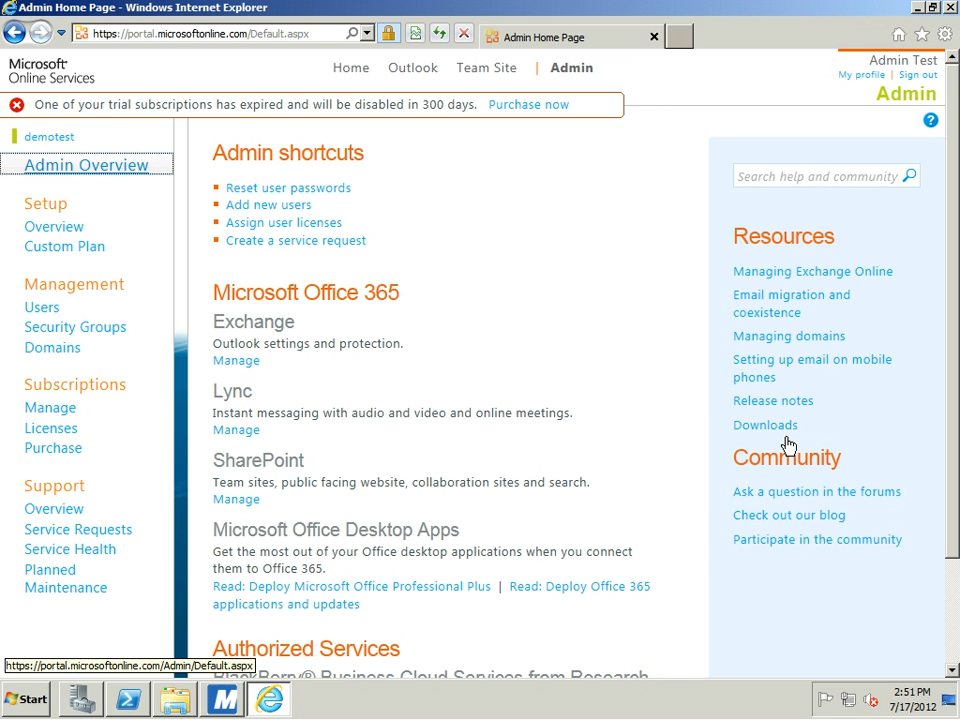 Admin Home Page - Windows Internet Explorer
https://portal.microsoftonline.com/Default.aspx
Admin Home Page
Microsoft
Online Services
Home
Outlook
Team Site
|
Admin
Admin Test
My profile | Sign out
Admin
One of your trial subscriptions has expired and will be disabled in 300 days. Purchase now
demotest
Admin Overview
Setup
Overview
Custom Plan
Management
Users
Security Groups
Domains
Subscriptions
Manage
Licenses
Purchase
Support
Overview
Service Requests
Service Health
Planned
Maintenance
Admin shortcuts
Reset user passwords
Add new users
Assign user licenses
Create a service request
Microsoft Office 365
Exchange
Outlook settings and protection.
Manage
Lync
Instant messaging with audio and video and online meetings.
Manage
SharePoint
Team sites, public facing website, collaboration sites and search.
Manage
Microsoft Office Desktop Apps
Get the most out of your Office desktop applications when you connect
them to Office 365.
Read: Deploy Microsoft Office Professional Plus | Read: Deploy Office 365
applications and updates
Authorized Services
BlackBerry® Business Cloud Services from Research
?
Search help and community
Resources
Managing Exchange Online
Email migration and
coexistence
Managing domains
Setting up email on mobile
phones
Release notes
Downloads
Community
Ask a question in the forums
Check out our blog
Participate in the community
https://portal.microsoftonline.com/Admin/Default.aspx
Start
M
2:51 PM
7/17/2012